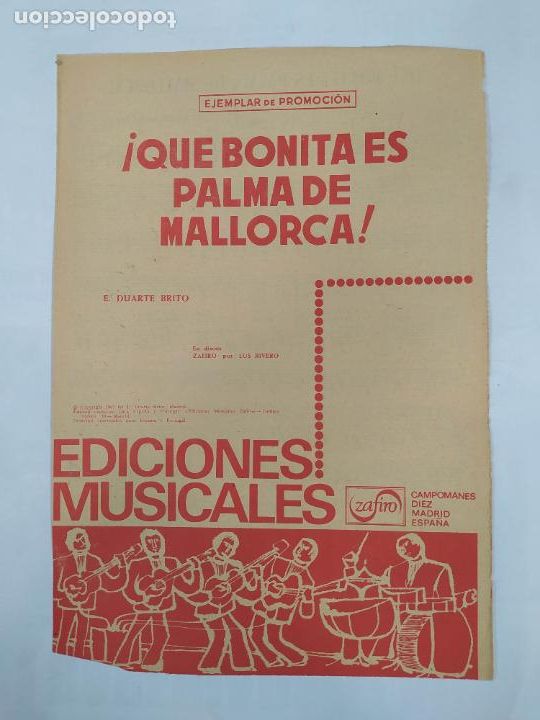 todocoleccion
todocoleccion
EJEMPLAR DE PROMOCIÓN
¡QUE BONITA ES
PALMA DE
MALLORCA!
E. DUARTE BRITO
En discos
ZAFIRO por LOS RIVERO
EDICIONES
MUSICALES
zafiro
CAMPOMANES
DIEZ
MADRID
ESPAÑA